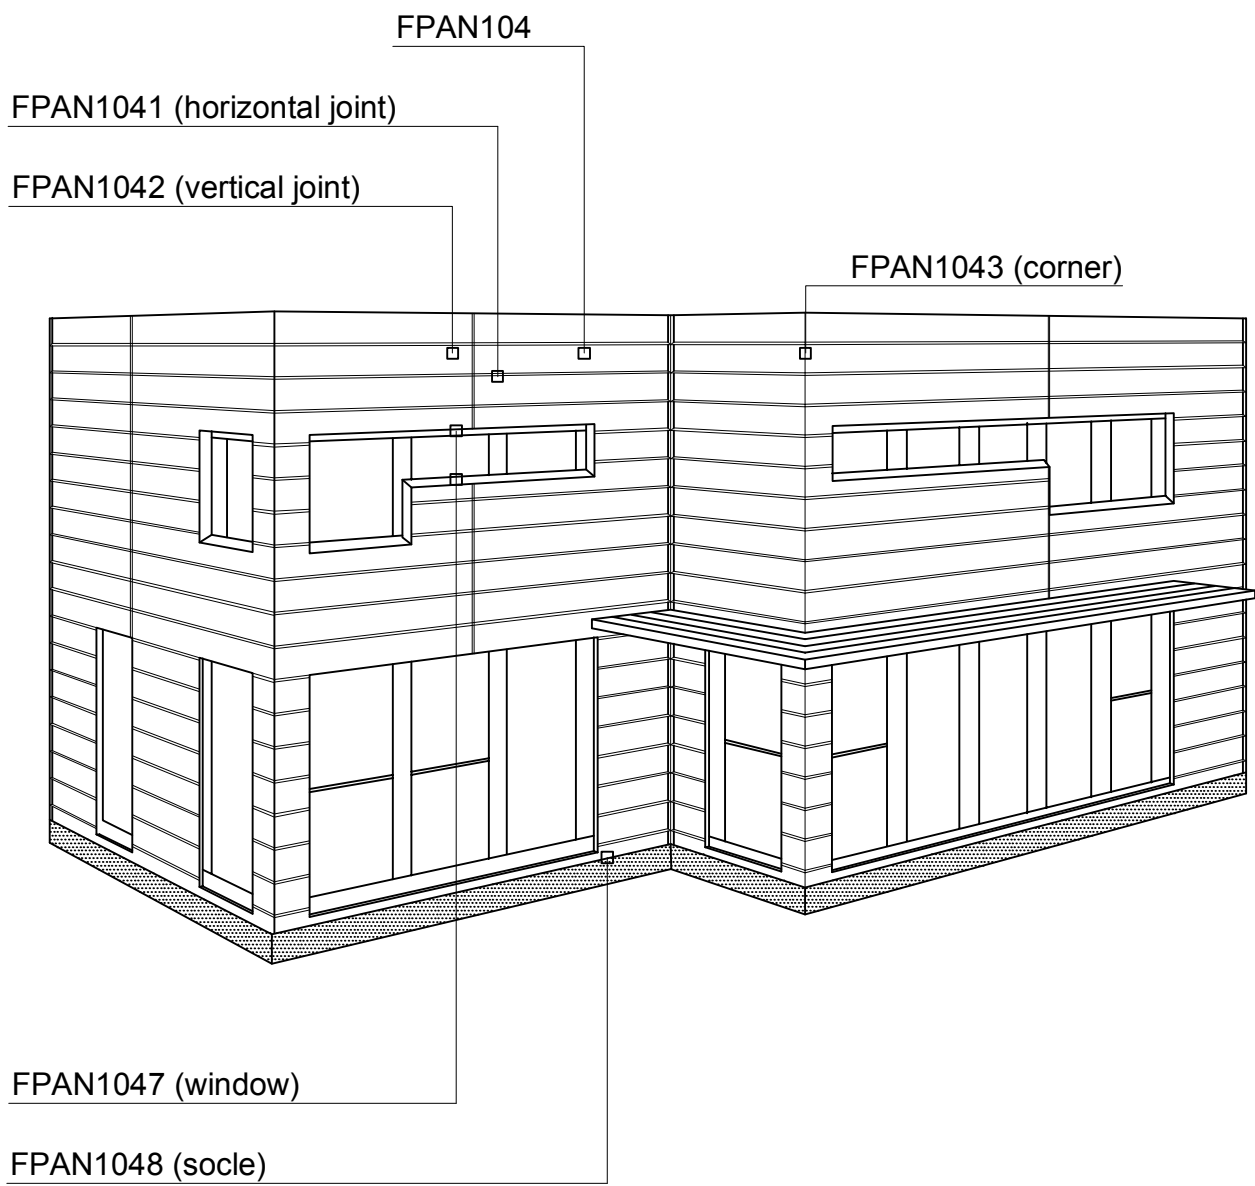 FPAN104
FPAN1041 (horizontal joint)
FPAN1042 (vertical joint)
FPAN1043 (corner)
FPAN1047 (window)
FPAN1048 (socle)